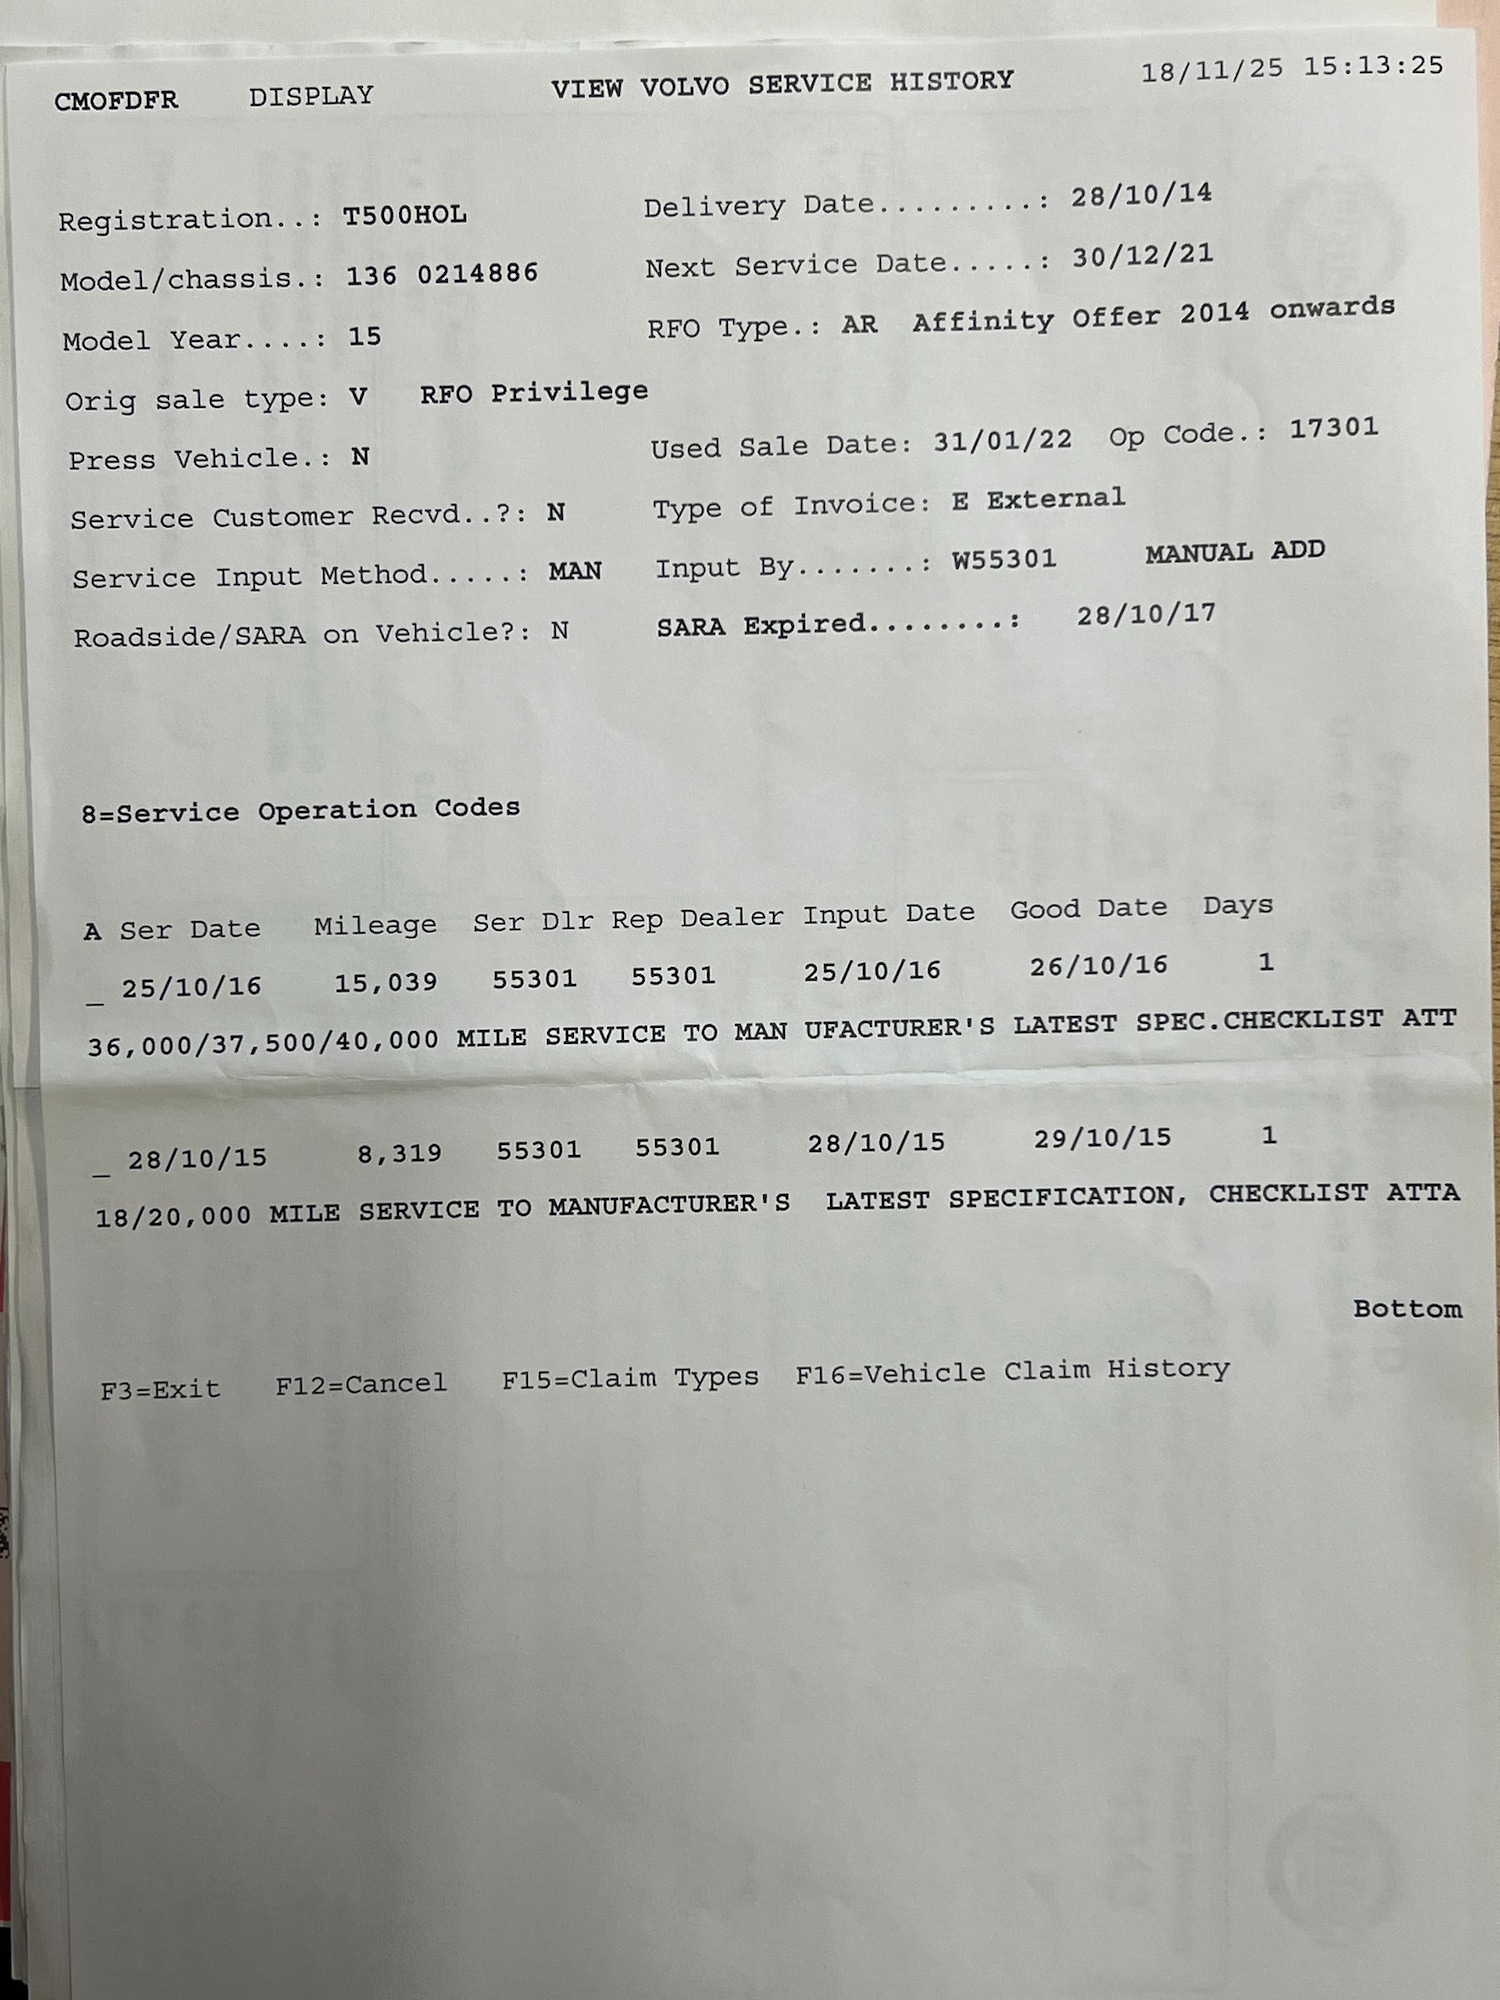 CMOFDFR DISPLAY VIEW VOLVO SERVICE HISTORY 18/11/25 15:13:25
Registration..: T500HOL Delivery Date.........: 28/10/14
Model/chassis.: 136 0214886 Next Service Date.....: 30/12/21
Model Year....: 15 RFO Type.: AR Affinity Offer 2014 onwards
Orig sale type: V RFO Privilege
Press Vehicle.: N Used Sale Date: 31/01/22 Op Code.: 17301
Service Customer Recvd..?: N Type of Invoice: E External
Service Input Method.....: MAN Input By.......: W55301 MANUAL ADD
Roadside/SARA on Vehicle?: N SARA Expired........: 28/10/17
8=Service Operation Codes
A Ser Date Mileage Ser Dlr Rep Dealer Input Date Good Date Days
_ 25/10/16 15,039 55301 55301 25/10/16 26/10/16 1
36,000/37,500/40,000 MILE SERVICE TO MAN UFACTURER'S LATEST SPEC.CHECKLIST ATT
_ 28/10/15 8,319 55301 55301 28/10/15 29/10/15 1
18/20,000 MILE SERVICE TO MANUFACTURER'S LATEST SPECIFICATION, CHECKLIST ATTA
Bottom
F3=Exit F12=Cancel F15=Claim Types F16=Vehicle Claim History